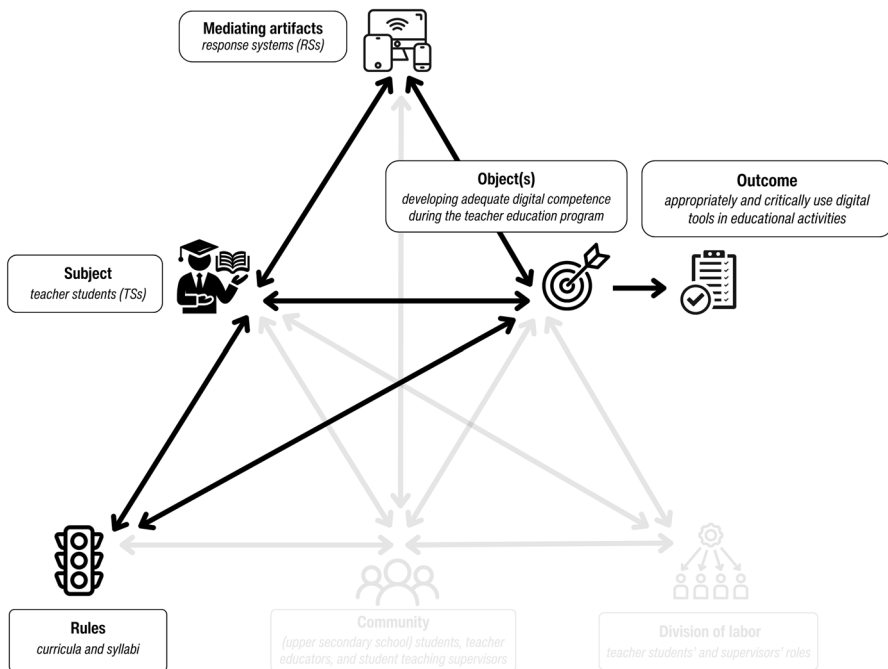 Mediating artifacts
response systems (RSs)
Object(s)
developing adequate digital competence
during the teacher education program
Outcome
appropriately and critically use digital
tools in educational activities
Subject
teacher students (TSs)
Rules
curricula and syllabi
Community
(upper secondary school) students, teacher
educators, and student teaching supervisors
Division of labor
teacher students' and supervisors' roles